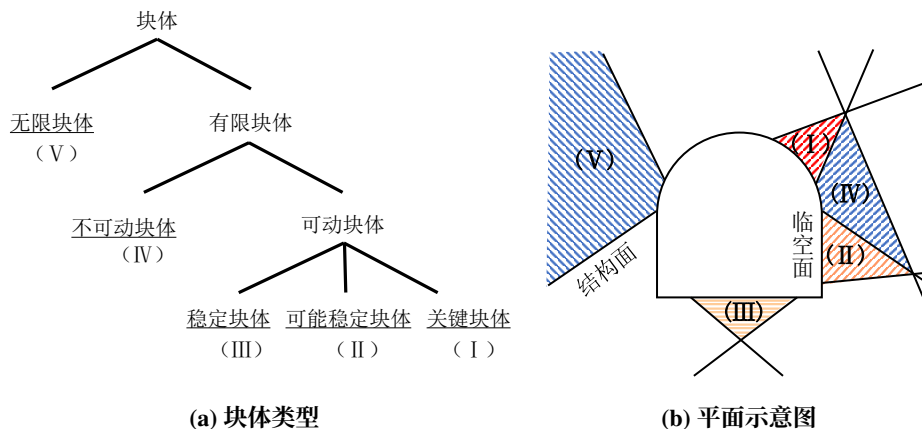 块体
无限块体
(Ⅴ)
有限块体
不可动块体
(Ⅳ)
可动块体
稳定块体
(Ⅲ)
可能稳定块体
(Ⅱ)
关键块体
(Ⅰ)
(a) 块体类型
(Ⅴ)
(Ⅰ)
(Ⅳ)
(Ⅱ)
(Ⅲ)
临空面
结构面
(b) 平面示意图